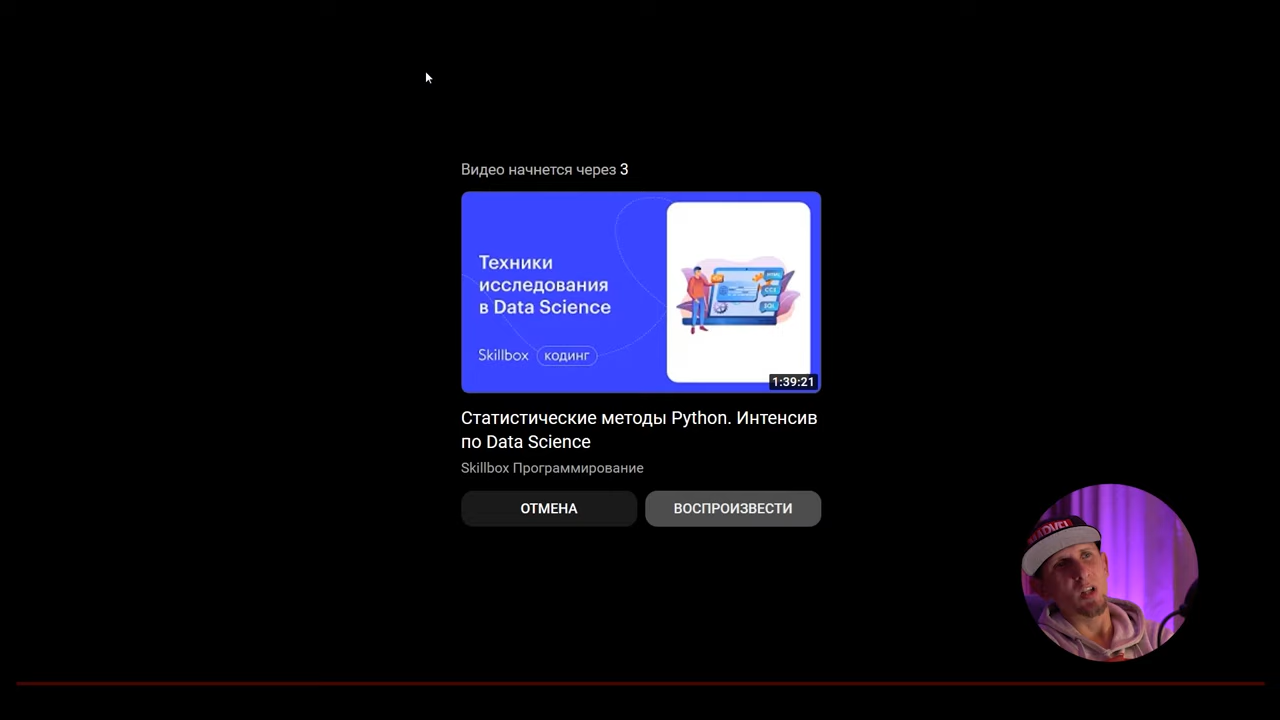 Видео начнется через 3
Техники
исследования
в Data Science
Skillbox кодинг
1:39:21
Статистические методы Python. Интенсив
по Data Science
Skillbox Программирование
ОТМЕНА
ВОСПРОИЗВЕСТИ
MARVEL